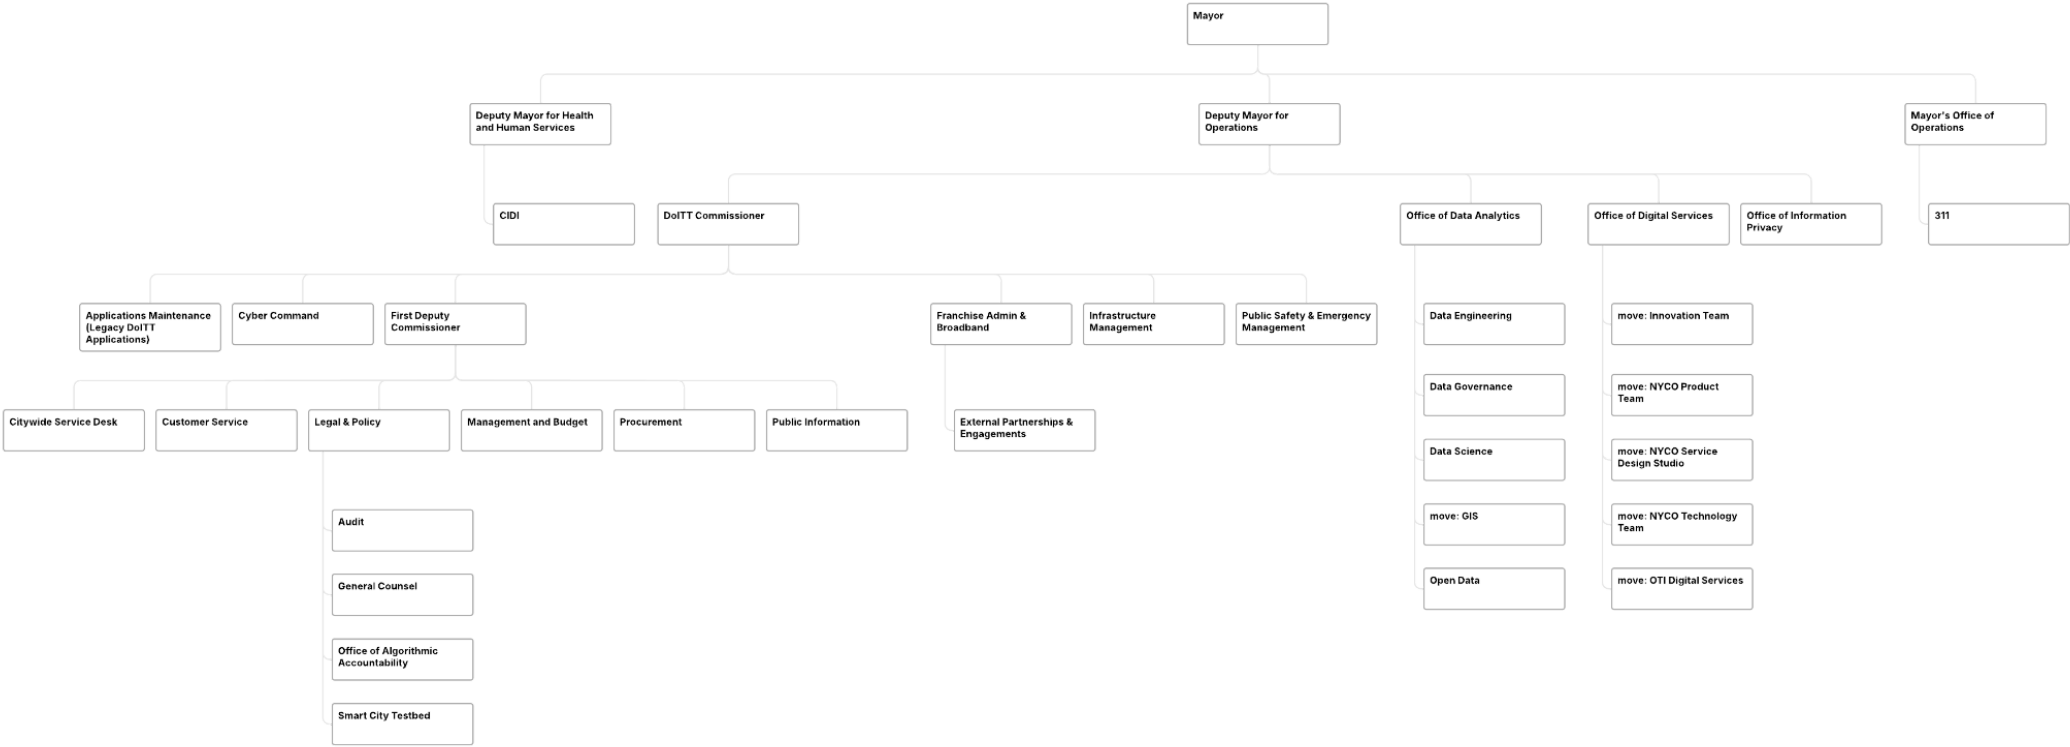 Mayor
Deputy Mayor for Health
and Human Services
Deputy Mayor for
Operations
Mayor's Office of
Operations
CIDI
DoITT Commissioner
Office of Data Analytics
Office of Digital Services
Office of Information
Privacy
311
Applications Maintenance
(Legacy DoITT
Applications)
Cyber Command
First Deputy
Commissioner
Franchise Admin &
Broadband
Infrastructure
Management
Public Safety & Emergency
Management
Data Engineering
move: Innovation Team
Data Governance
move: NYCO Product
Team
Citywide Service Desk
Customer Service
Legal & Policy
Management and Budget
Procurement
Public Information
External Partnerships &
Engagements
Data Science
move: NYCO Service
Design Studio
Audit
move: GIS
move: NYCO Technology
Team
General Counsel
Open Data
move: OTI Digital Services
Office of Algorithmic
Accountability
Smart City Testbed